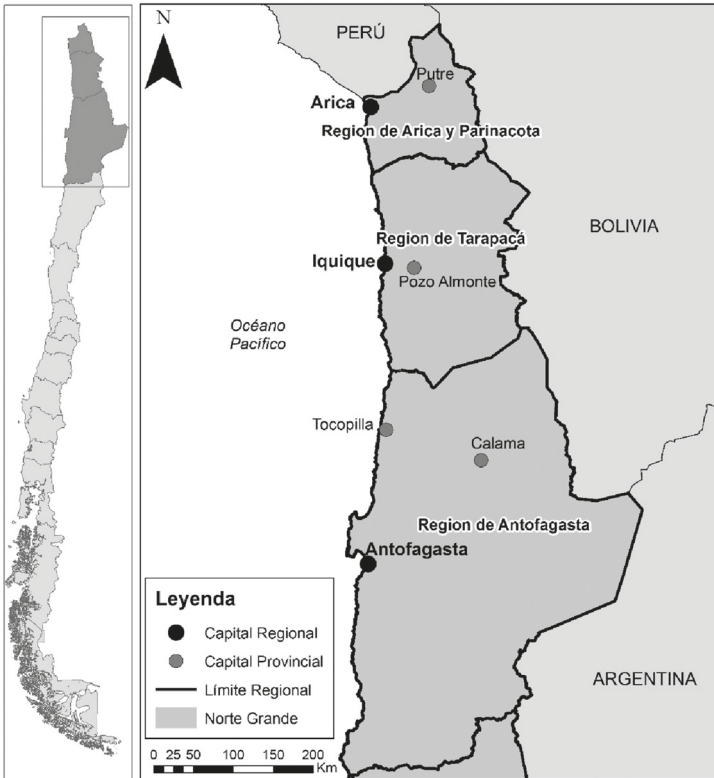 N
PERÚ
Putre
Arica
Region de Arica y Parinacota
BOLIVIA
Region de Tarapacá
Iquique
Pozo Almonte
Océano
Pacífico
Tocopilla
Calama
Region de Antofagasta
Antofagasta
Leyenda
Capital Regional
Capital Provincial
Límite Regional
Norte Grande
ARGENTINA
0 25 50 100 150 200
Km